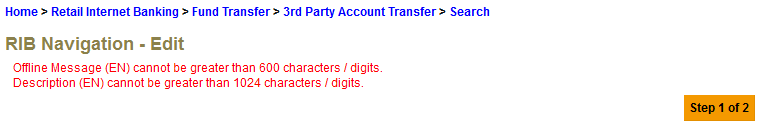 Home > Retail Internet Banking > Fund Transfer > 3rd Party Account Transfer > Search
RIB Navigation - Edit
Offline Message (EN) cannot be greater than 600 characters / digits.
Description (EN) cannot be greater than 1024 characters / digits.
Step 1 of 2